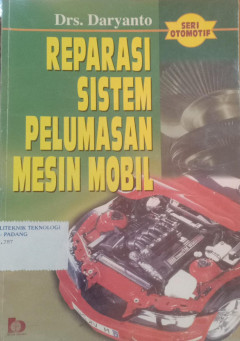 Drs. Daryanto
SERI
OTOMOTIF
REPARASI
SISTEM
PELUMASAN
MESIN MOBIL
LITEKNIK TEKNOLOGI
PADANG